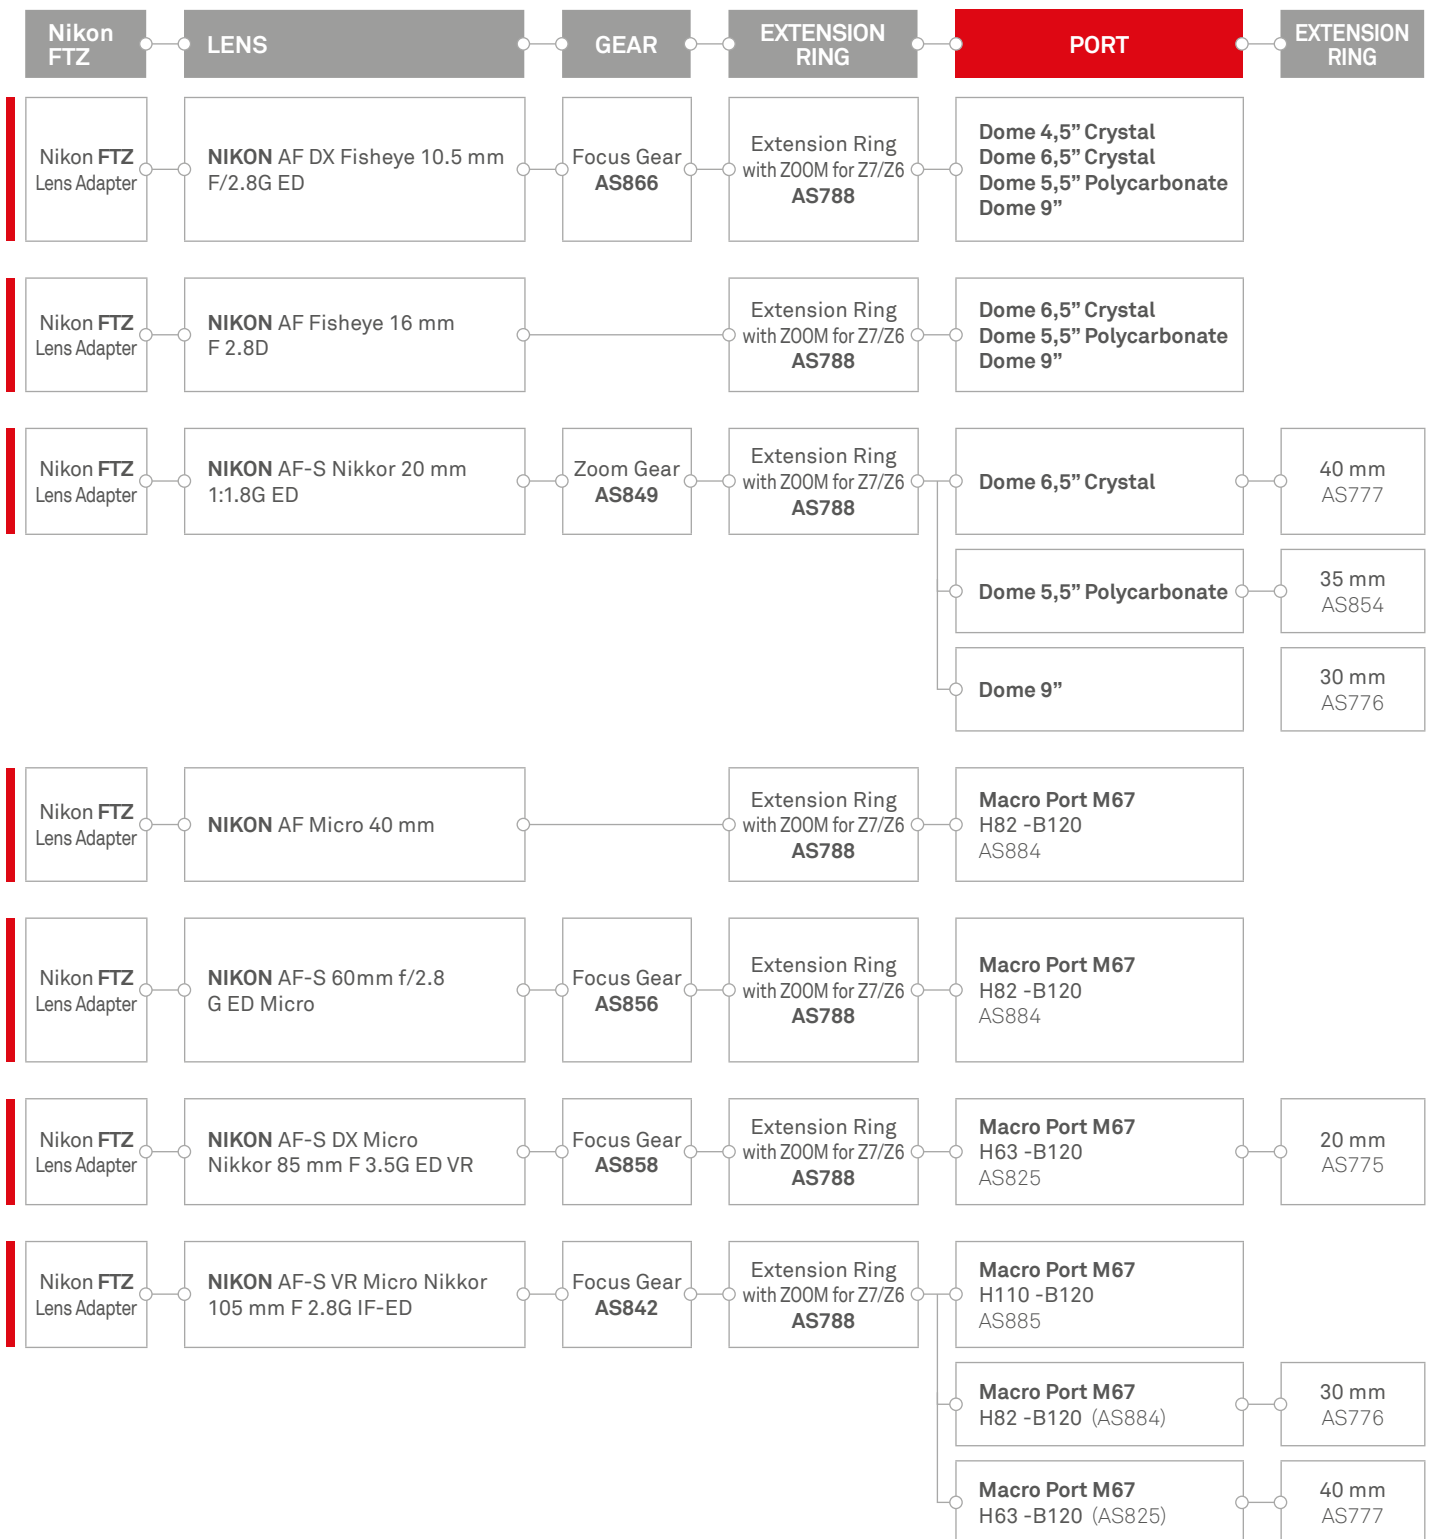 Nikon
FTZ
LENS
GEAR
EXTENSION
RING
PORT
EXTENSION
RING
Nikon FTZ
Lens Adapter
NIKON AF DX Fisheye 10.5 mm
F/2.8G ED
Focus Gear
AS866
Extension Ring
with ZOOM for Z7/Z6
AS788
Dome 4,5” Crystal
Dome 6,5” Crystal
Dome 5,5” Polycarbonate
Dome 9”
Nikon FTZ
Lens Adapter
NIKON AF Fisheye 16 mm
F 2.8D
Extension Ring
with ZOOM for Z7/Z6
AS788
Dome 6,5” Crystal
Dome 5,5” Polycarbonate
Dome 9”
Nikon FTZ
Lens Adapter
NIKON AF-S Nikkor 20 mm
1:1.8G ED
Zoom Gear
AS849
Extension Ring
with ZOOM for Z7/Z6
AS788
Dome 6,5” Crystal
40 mm
AS777
Dome 5,5” Polycarbonate
35 mm
AS854
Dome 9”
30 mm
AS776
Nikon FTZ
Lens Adapter
NIKON AF Micro 40 mm
Extension Ring
with ZOOM for Z7/Z6
AS788
Macro Port M67
H82 -B120
AS884
Nikon FTZ
Lens Adapter
NIKON AF-S 60mm f/2.8
G ED Micro
Focus Gear
AS856
Extension Ring
with ZOOM for Z7/Z6
AS788
Macro Port M67
H82 -B120
AS884
Nikon FTZ
Lens Adapter
NIKON AF-S DX Micro
Nikkor 85 mm F 3.5G ED VR
Focus Gear
AS858
Extension Ring
with ZOOM for Z7/Z6
AS788
Macro Port M67
H63 -B120
AS825
20 mm
AS775
Nikon FTZ
Lens Adapter
NIKON AF-S VR Micro Nikkor
105 mm F 2.8G IF-ED
Focus Gear
AS842
Extension Ring
with ZOOM for Z7/Z6
AS788
Macro Port M67
H110 -B120
AS885
Macro Port M67
H82 -B120 (AS884)
30 mm
AS776
Macro Port M67
H63 -B120 (AS825)
40 mm
AS777